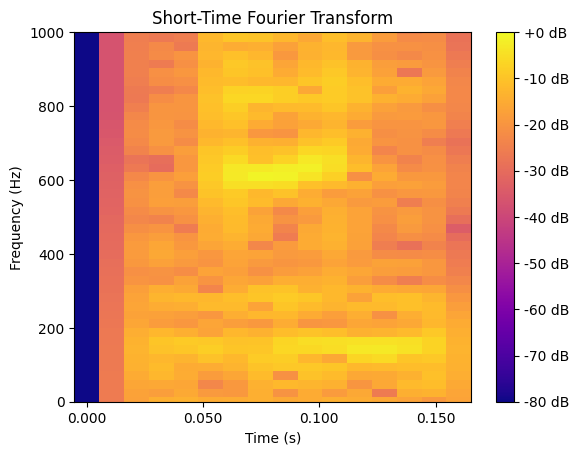 Short-Time Fourier Transform
1000
800
600
400
200
0
Frequency (Hz)
0.000
0.050
0.100
0.150
Time (s)
+0 dB
-10 dB
-20 dB
-30 dB
-40 dB
-50 dB
-60 dB
-70 dB
-80 dB